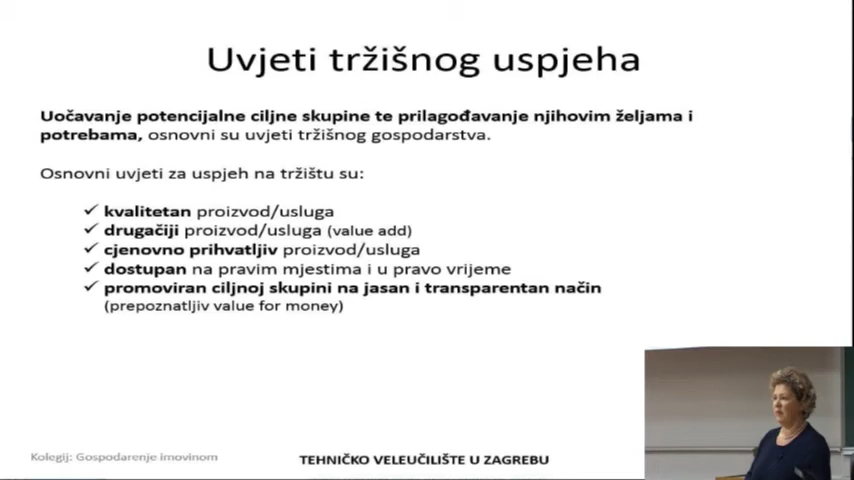 Uvjeti tržišnog uspjeha
Uočavanje potencijalne ciljne skupine te prilagođavanje njihovim željama i
potrebama, osnovni su uvjeti tržišnog gospodarstva.
Osnovni uvjeti za uspjeh na tržištu su:
✓ kvalitetan proizvod/usluga
✓ drugačiji proizvod/usluga (value add)
✓ cjenovno prihvatljiv proizvod/usluga
✓ dostupan na pravim mjestima i u pravo vrijeme
✓ promoviran ciljnoj skupini na jasan i transparentan način
(prepoznatljiv value for money)
Kolegij: Gospodarenje imovinom
TEHNIČKO VELEUČILIŠTE U ZAGREBU